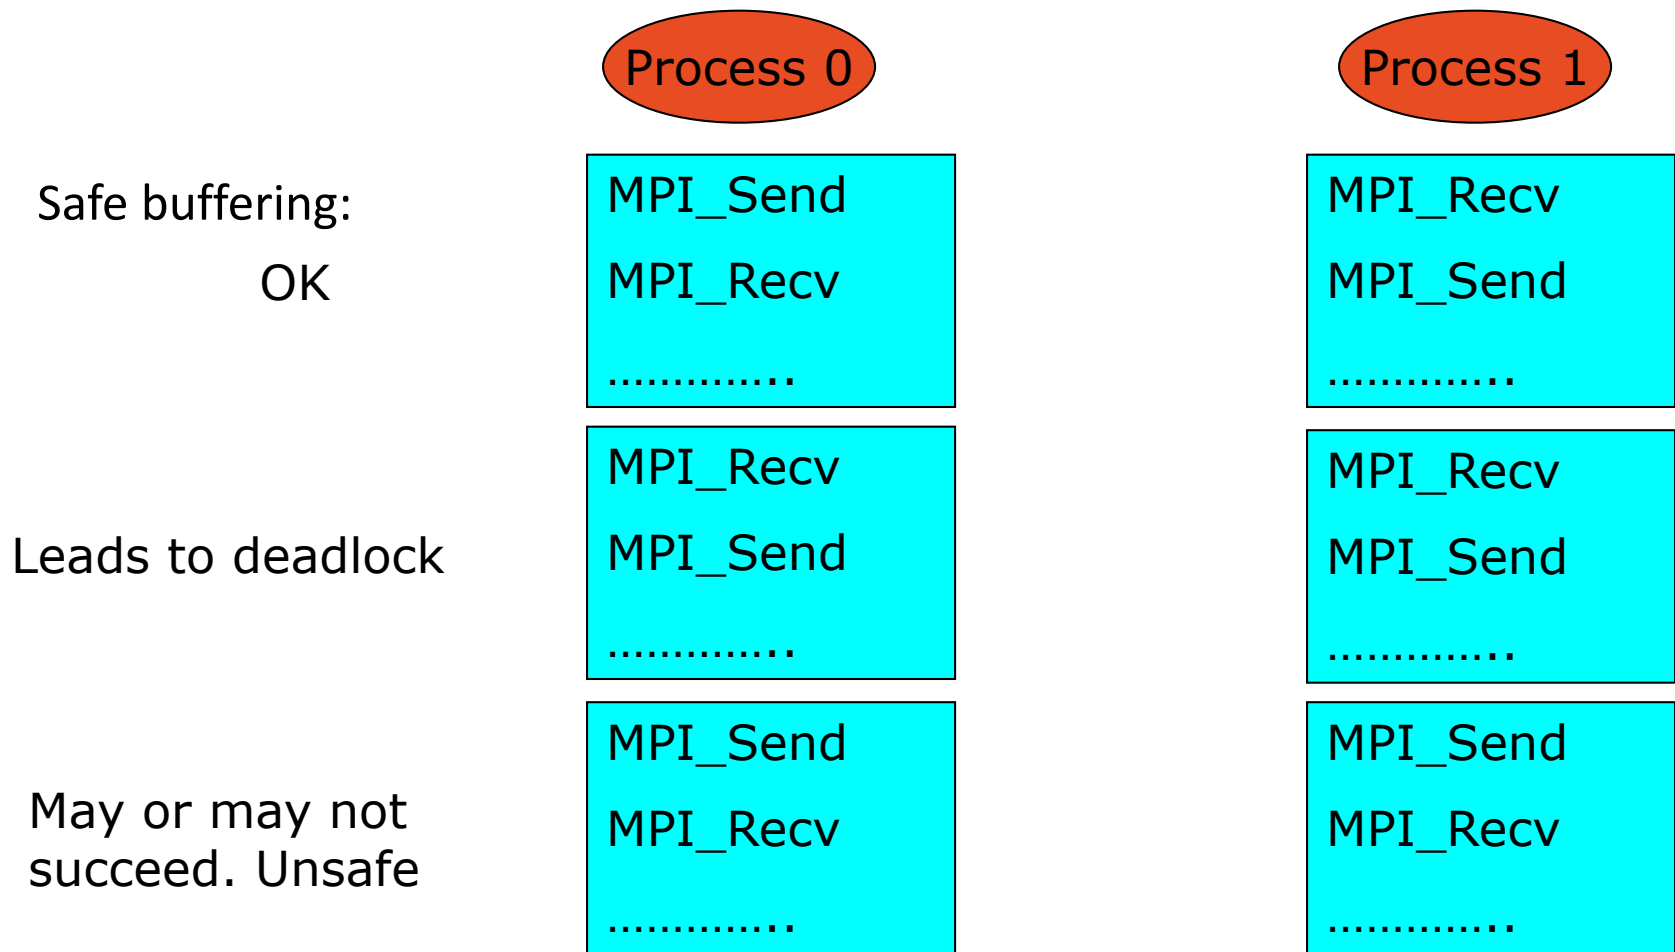 Process 0
Process 1
Safe buffering:
OK
MPI_Send
MPI_Recv
…………..
MPI_Recv
MPI_Send
…………..
Leads to deadlock
MPI_Recv
MPI_Send
…………..
MPI_Recv
MPI_Send
…………..
May or may not
succeed. Unsafe
MPI_Send
MPI_Recv
…………..
MPI_Send
MPI_Recv
…………..